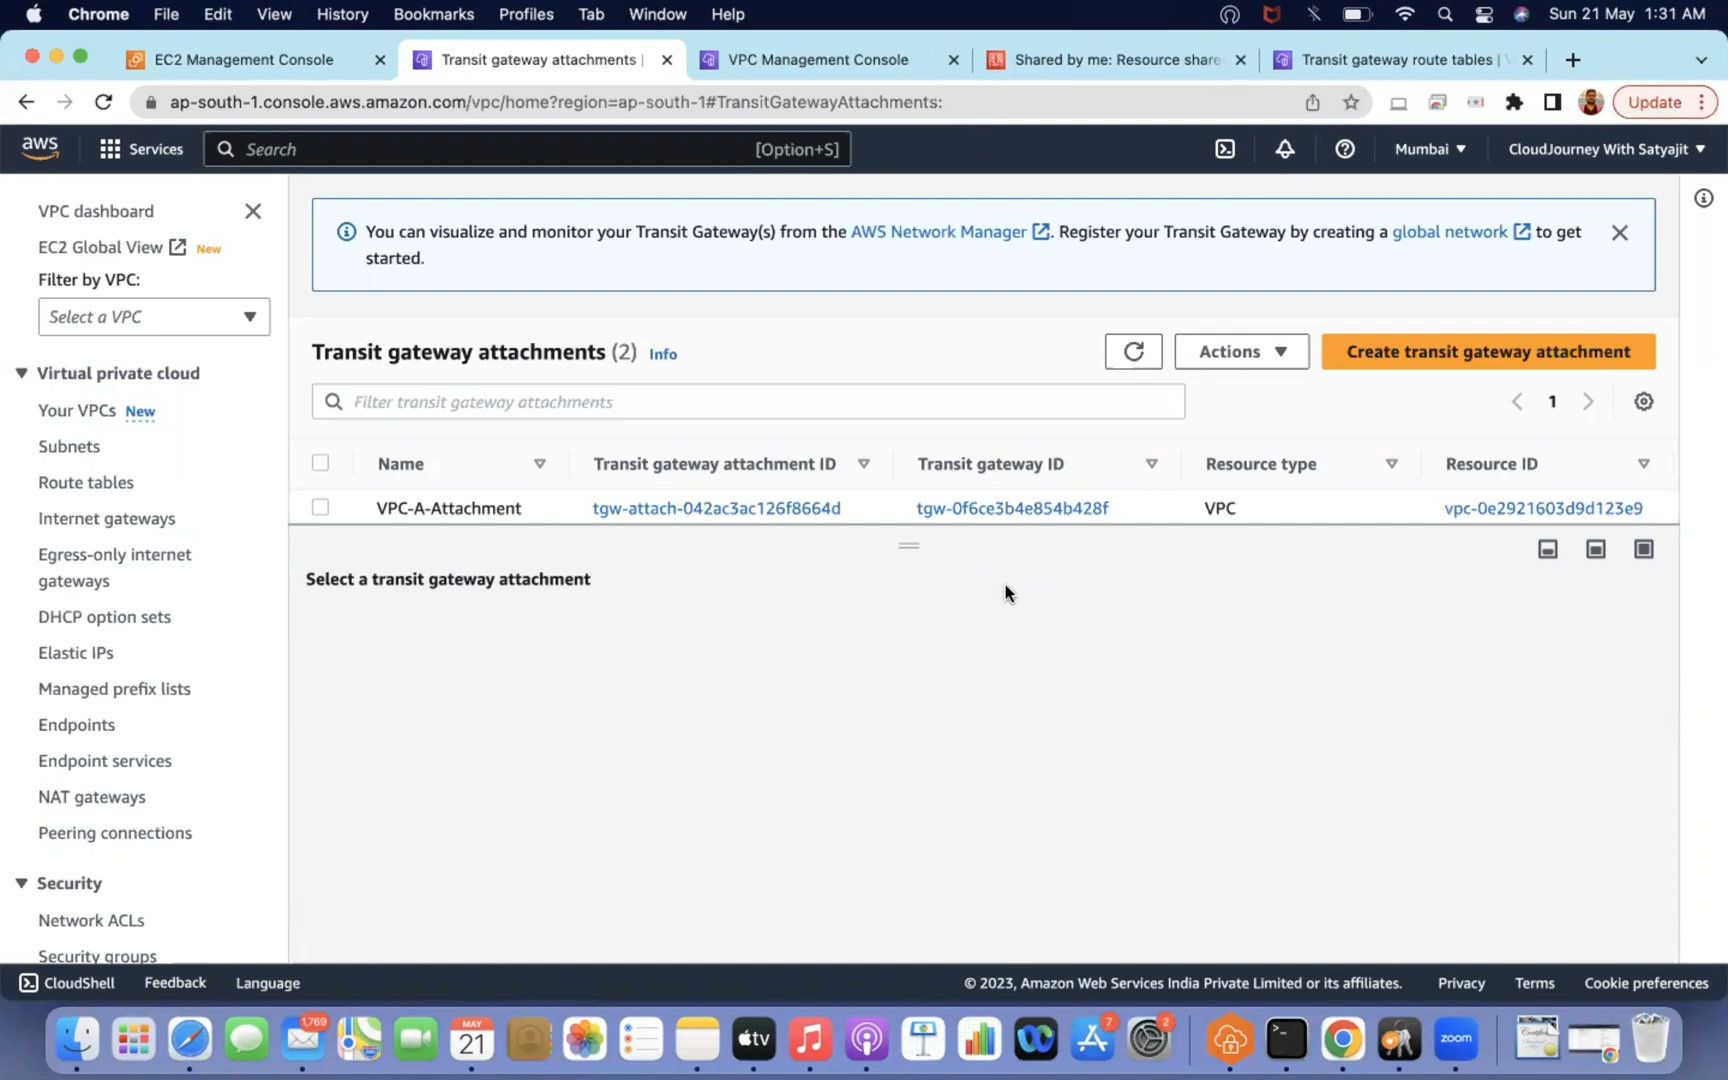 Chrome File Edit View History Bookmarks Profiles Tab Window Help Sun 21 May 1:31 AM
EC2 Management Console Transit gateway attachments | VPC Management Console Shared by me: Resource share Transit gateway route tables |
ap-south-1.console.aws.amazon.com/vpc/home?region=ap-south-1#TransitGatewayAttachments: Update
aws Services Search [Option+S] Mumbai CloudJourney With Satyajit
VPC dashboard
EC2 Global View New
Filter by VPC:
Select a VPC
Virtual private cloud
Your VPCs New
Subnets
Route tables
Internet gateways
Egress-only internet
gateways
DHCP option sets
Elastic IPs
Managed prefix lists
Endpoints
Endpoint services
NAT gateways
Peering connections
Security
Network ACLs
Security groups
You can visualize and monitor your Transit Gateway(s) from the AWS Network Manager. Register your Transit Gateway by creating a global network to get
started.
Transit gateway attachments (2) Info Actions Create transit gateway attachment
Filter transit gateway attachments 1
Name Transit gateway attachment ID Transit gateway ID Resource type Resource ID
VPC-A-Attachment tgw-attach-042ac3ac126f8664d tgw-0f6ce3b4e854b428f VPC vpc-0e2921603d9d123e9
Select a transit gateway attachment
CloudShell Feedback Language © 2023, Amazon Web Services India Private Limited or its affiliates. Privacy Terms Cookie preferences
1,769 MAY 21 tv 7 2 zoom